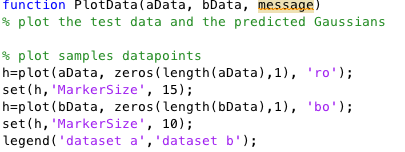 function PlotData(aData, bData, message)
% plot the test data and the predicted Gaussians
% plot samples datapoints
h=plot(aData, zeros(length(aData),1), 'ro');
set(h,'MarkerSize', 15);
h=plot(bData, zeros(length(bData),1), 'bo');
set(h,'MarkerSize', 10);
legend('dataset a','dataset b');